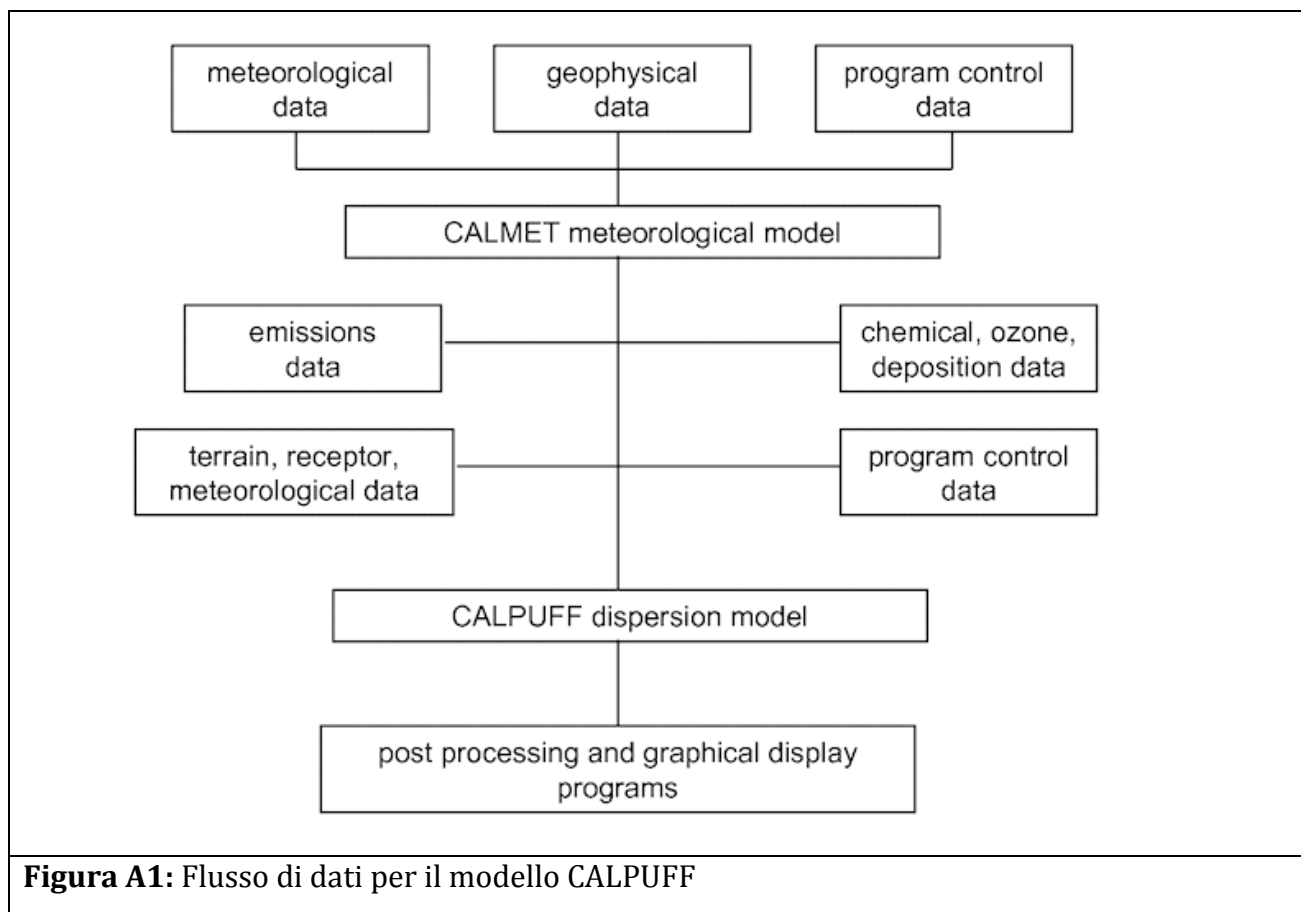 meteorological
data
geophysical
data
program control
data
CALMET meteorological model
emissions
data
chemical, ozone,
deposition data
terrain, receptor,
meteorological data
program control
data
CALPUFF dispersion model
post processing and graphical display
programs
Figura A1: Flusso di dati per il modello CALPUFF